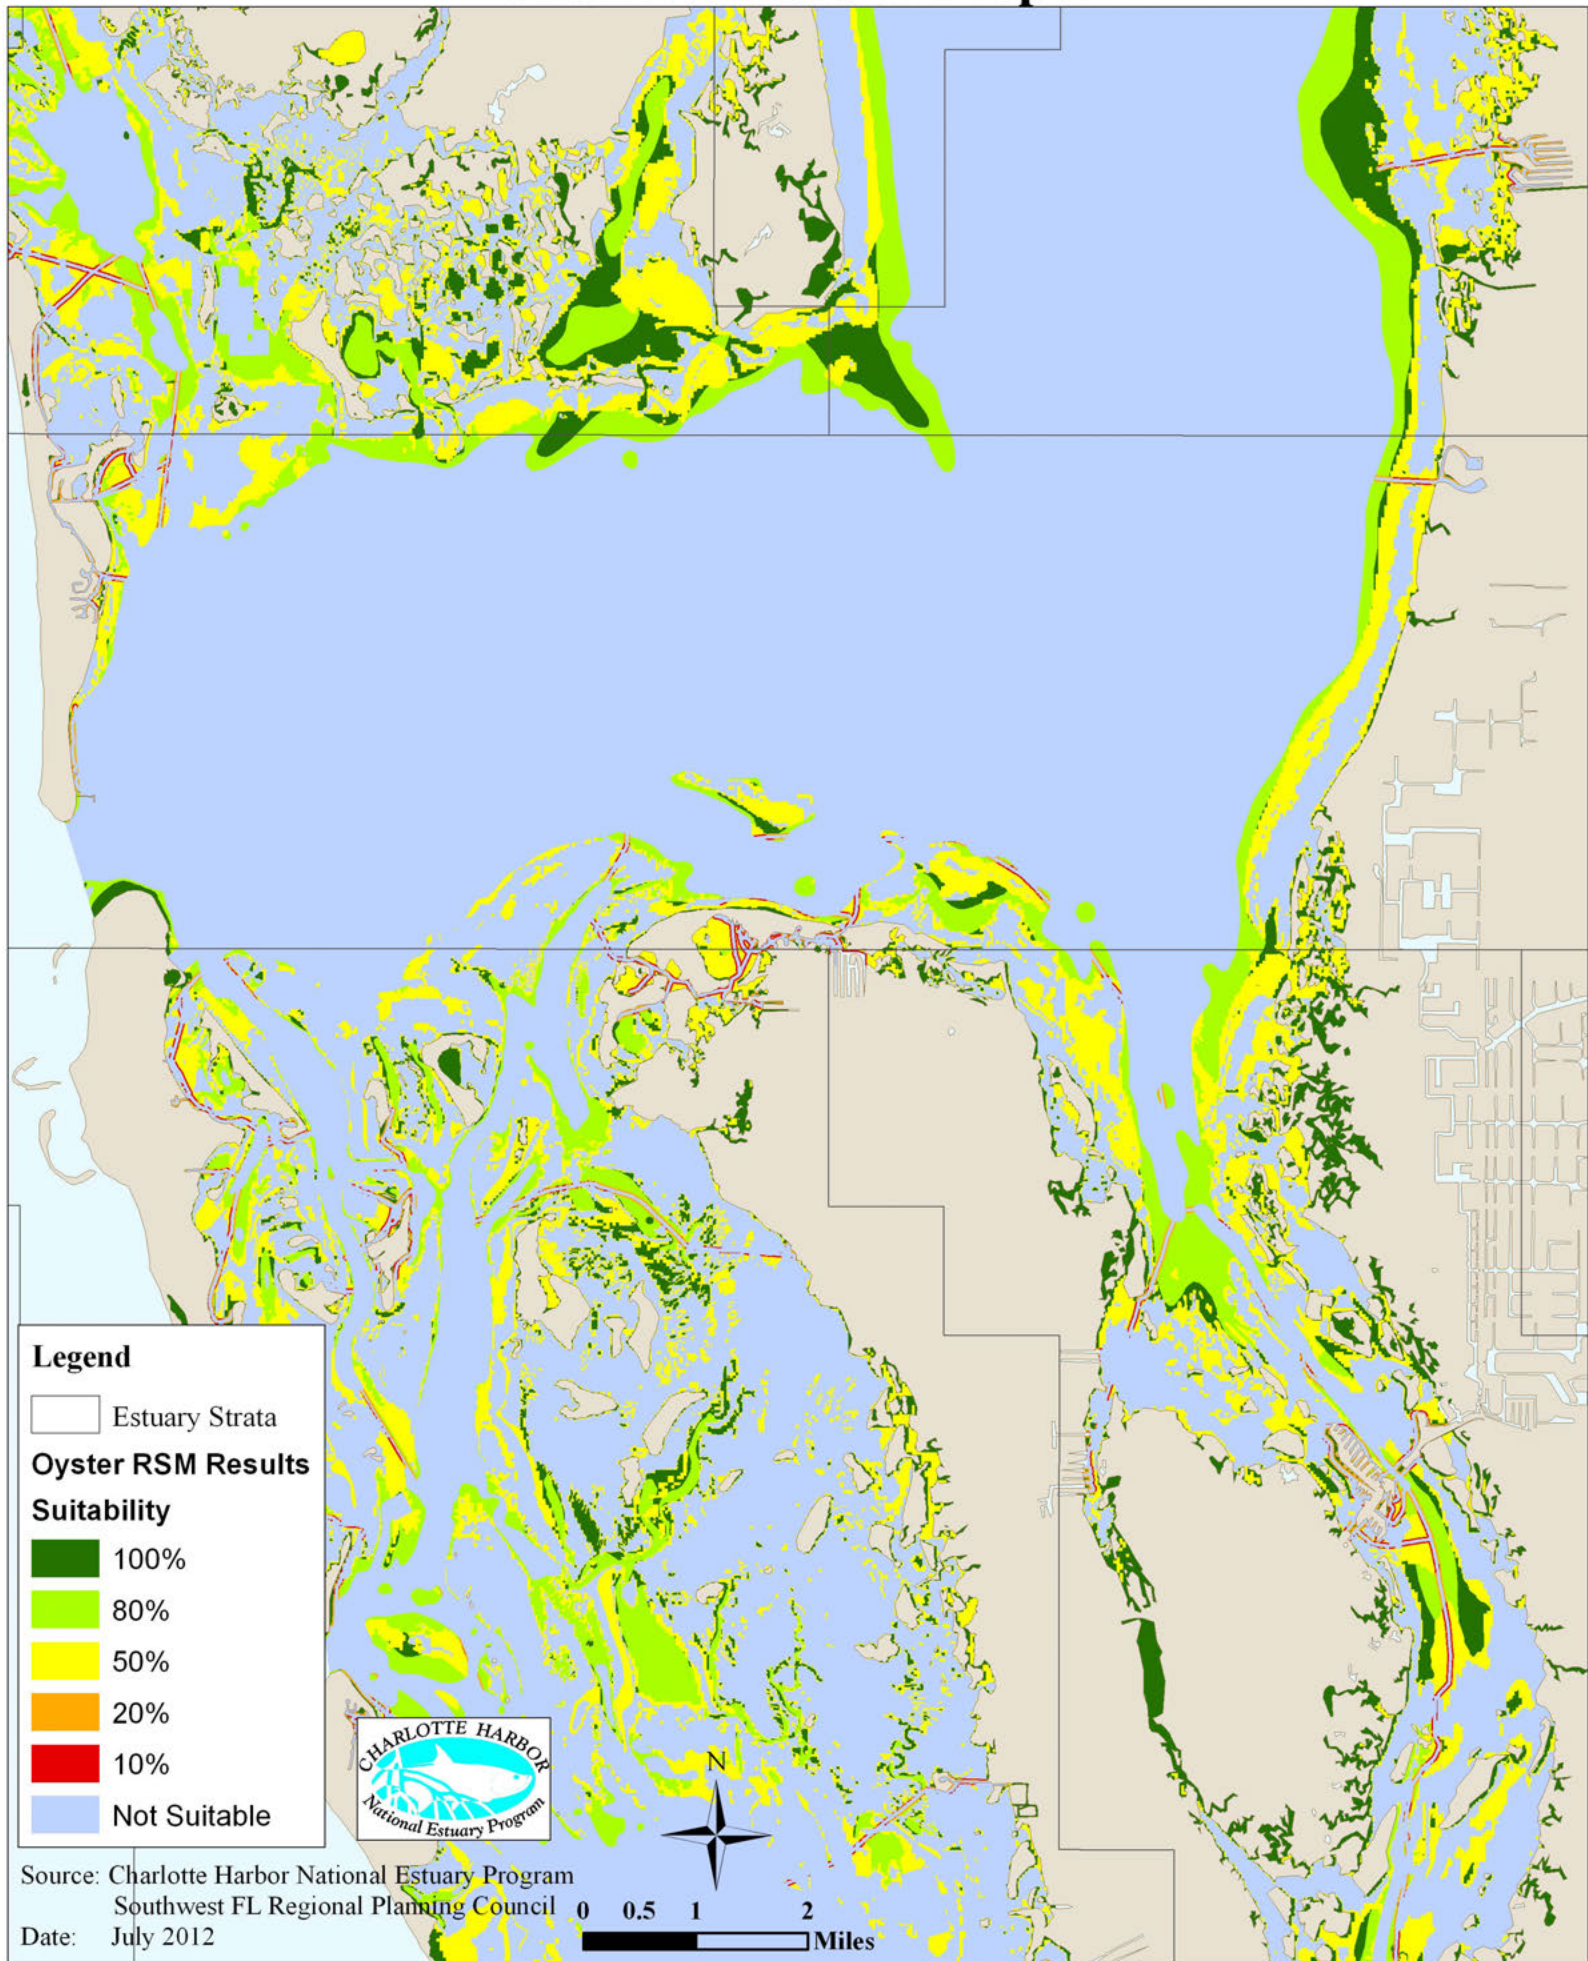 Legend
Estuary Strata
Oyster RSM Results
Suitability
100%
80%
50%
20%
10%
Not Suitable
CHARLOTTE HARBOR
National Estuary Program
N
Source: Charlotte Harbor National Estuary Program
Southwest FL Regional Planning Council
Date: July 2012
0 0.5 1 2
Miles